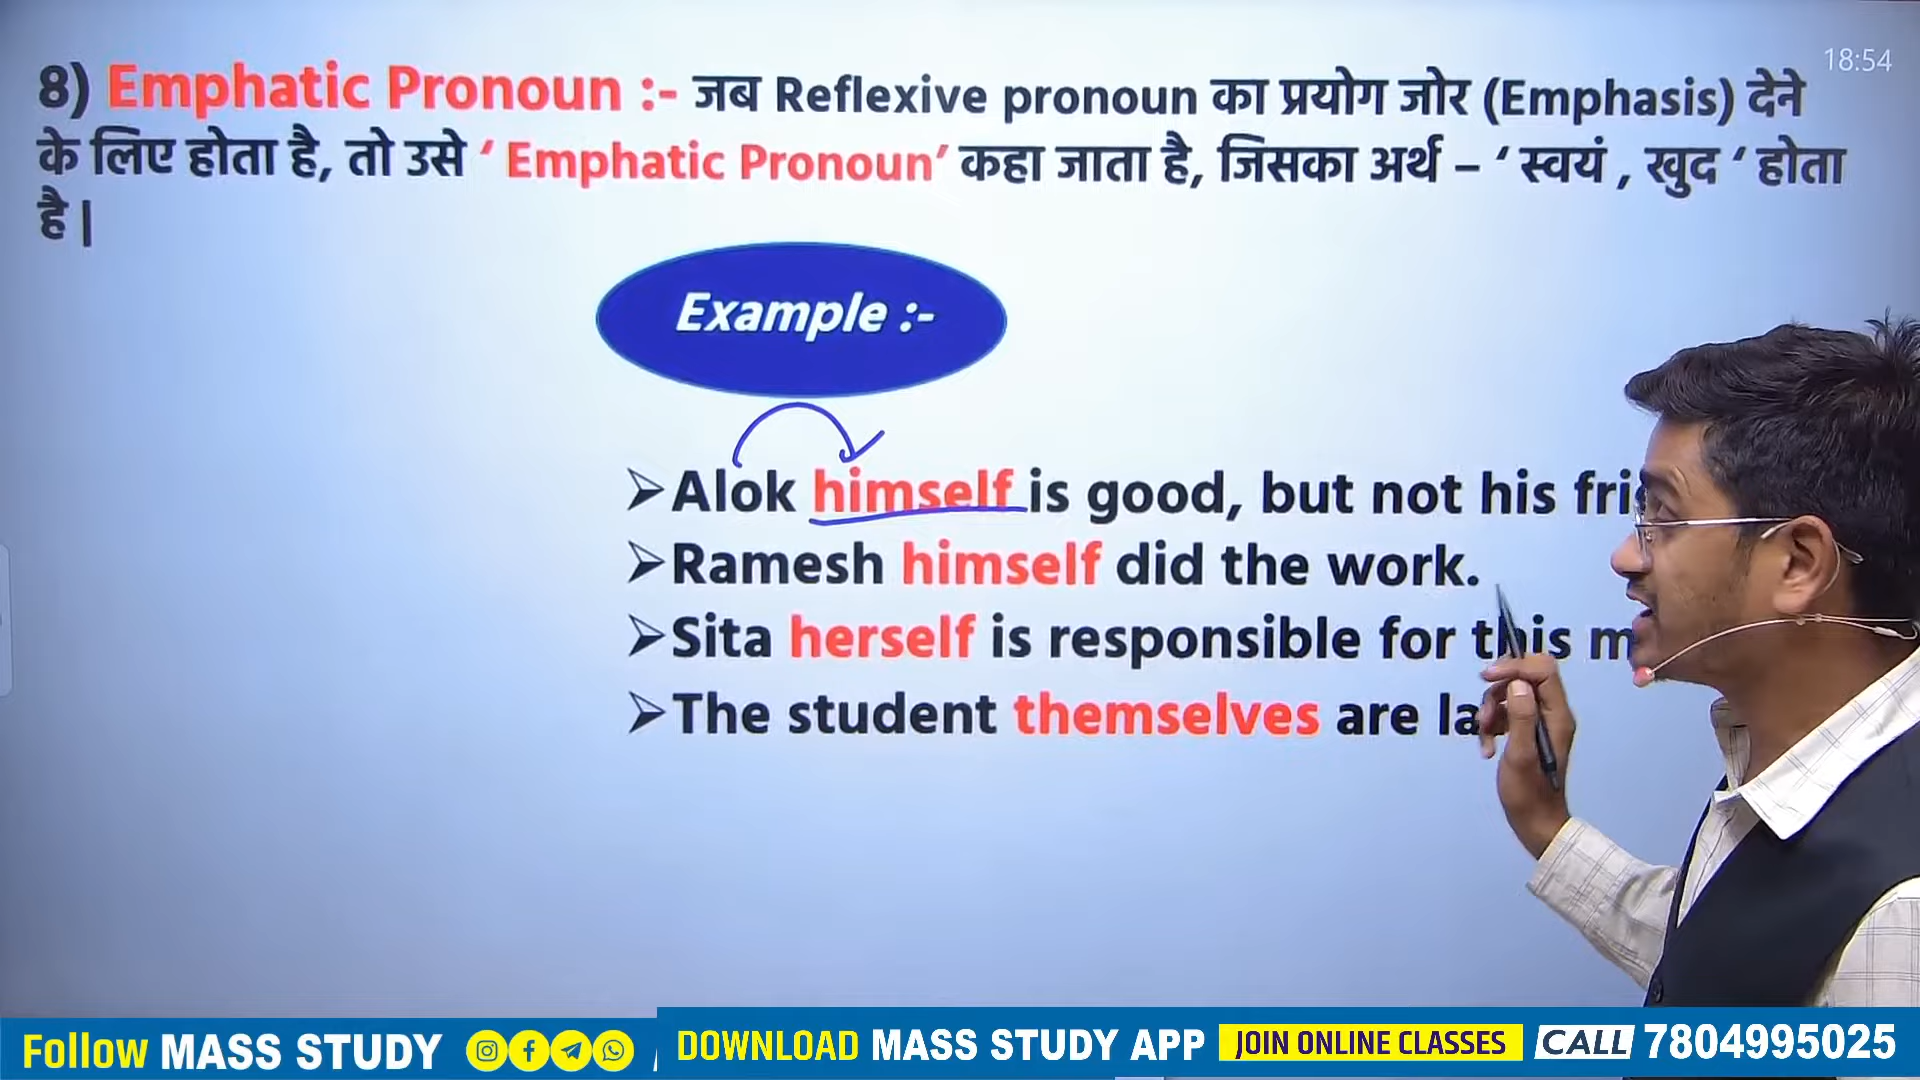 18:54
8) Emphatic Pronoun :- जब Reflexive pronoun का प्रयोग जोर (Emphasis) देने
के लिए होता है, तो उसे ‘ Emphatic Pronoun’ कहा जाता है, जिसका अर्थ – ‘ स्वयं , खुद ‘ होता
है |
Example :-
➢Alok himself is good, but not his
➢Ramesh himself did the work.
➢Sita herself is responsible for this
➢The student themselves are
Follow MASS STUDY
DOWNLOAD MASS STUDY APP JOIN ONLINE CLASSES CALL 7804995025